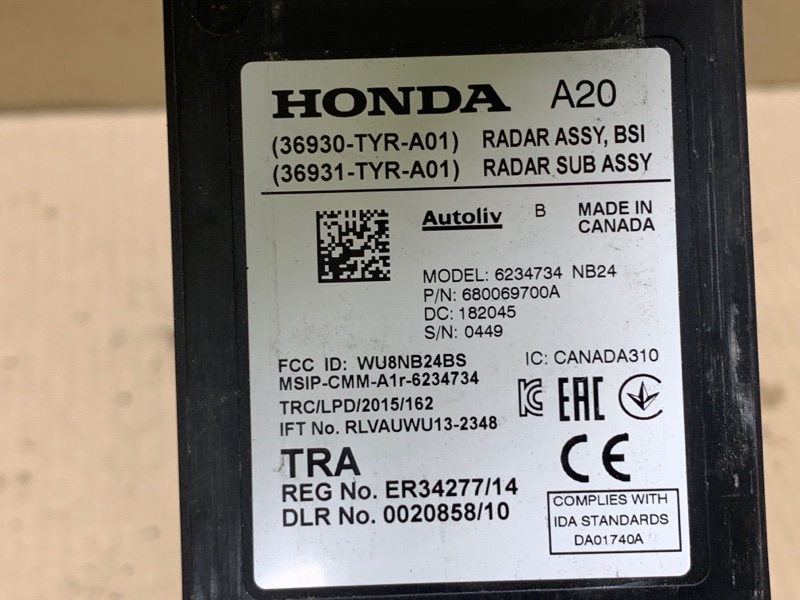 HONDA A20
(36930-TYR-A01) RADAR ASSY, BSI
(36931-TYR-A01) RADAR SUB ASSY
Autoliv B MADE IN
CANADA
MODEL: 6234734 NB24
P/N: 680069700A
DC: 182045
S/N: 0449
FCC ID: WU8NB24BS IC: CANADA310
MSIP-CMM-A1r-6234734
TRC/LPD/2015/162
IFT No. RLVAUWU13-2348
EAC
CE
TRA
REG No. ER34277/14
DLR No. 0020858/10
COMPLIES WITH
IDA STANDARDS
DA01740A